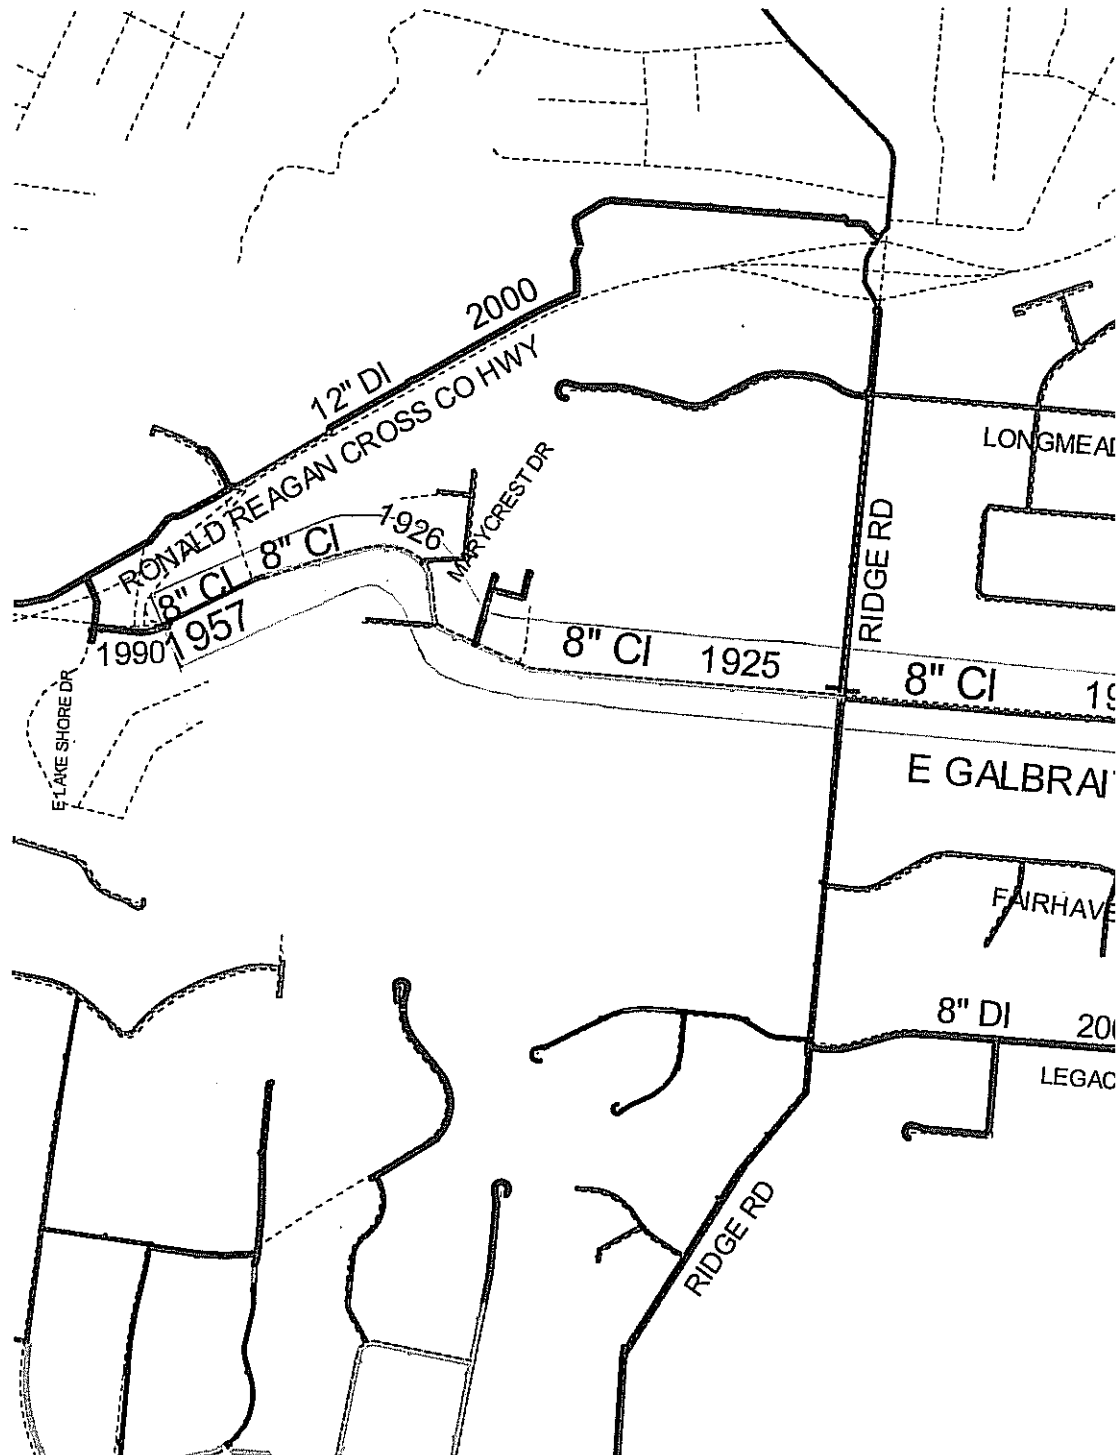 2000
12" DI
RONALD REAGAN CROSS CO HWY
LONGMEAD
MARYCREST DR
1926
8" CI
8" CI
1957
1990
RIDGE RD
8" CI
1925
8" CI
E LAKE SHORE DR
E GALBRAI
FAIRHAVE
8" DI
200
LEGAC
RIDGE RD